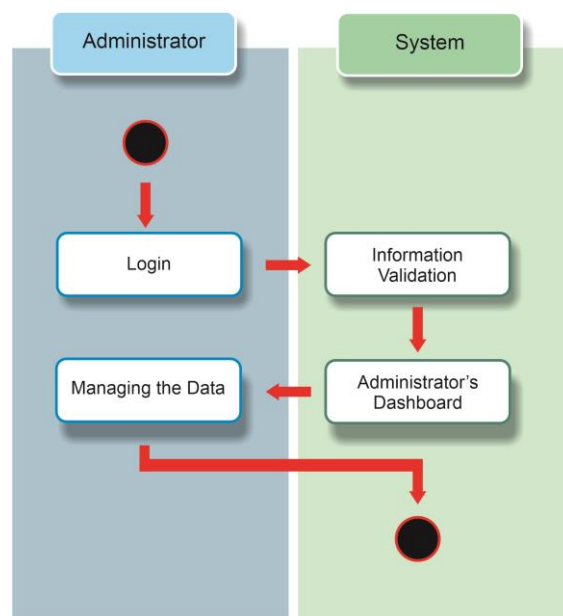 Administrator
System
Login
Information
Validation
Managing the Data
Administrator’s
Dashboard